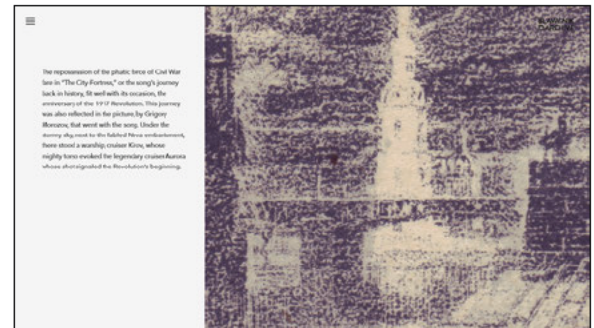 The repossession of the phatic force of Civil War
lore in "The City-Fortress," or the song's journey
back in history, fit well with its occasion, the
anniversary of the 1917 Revolution. This journey
was also reflected in the picture, by Grigory
Morozov, that went with the song. Under the
stormy sky, next to the fabled Neva embankment,
there stood a warship, cruiser Kirov, whose
mighty torso evoked the legendary cruiser Aurora
whose shot signaled the Revolution's beginning.